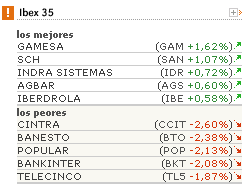 ! Ibex 35
los mejores
GAMESA (GAM +1,62%)
SCH (SAN +1,07%)
INDRA SISTEMAS (IDR +0,72%)
AGBAR (AGS +0,60%)
IBERDROLA (IBE +0,58%)
los peores
CINTRA (CCIT -2,60%)
BANESTO (BTO -2,38%)
POPULAR (POP -2,13%)
BANKINTER (BKT -2,08%)
TELECINCO (TL5 -1,87%)